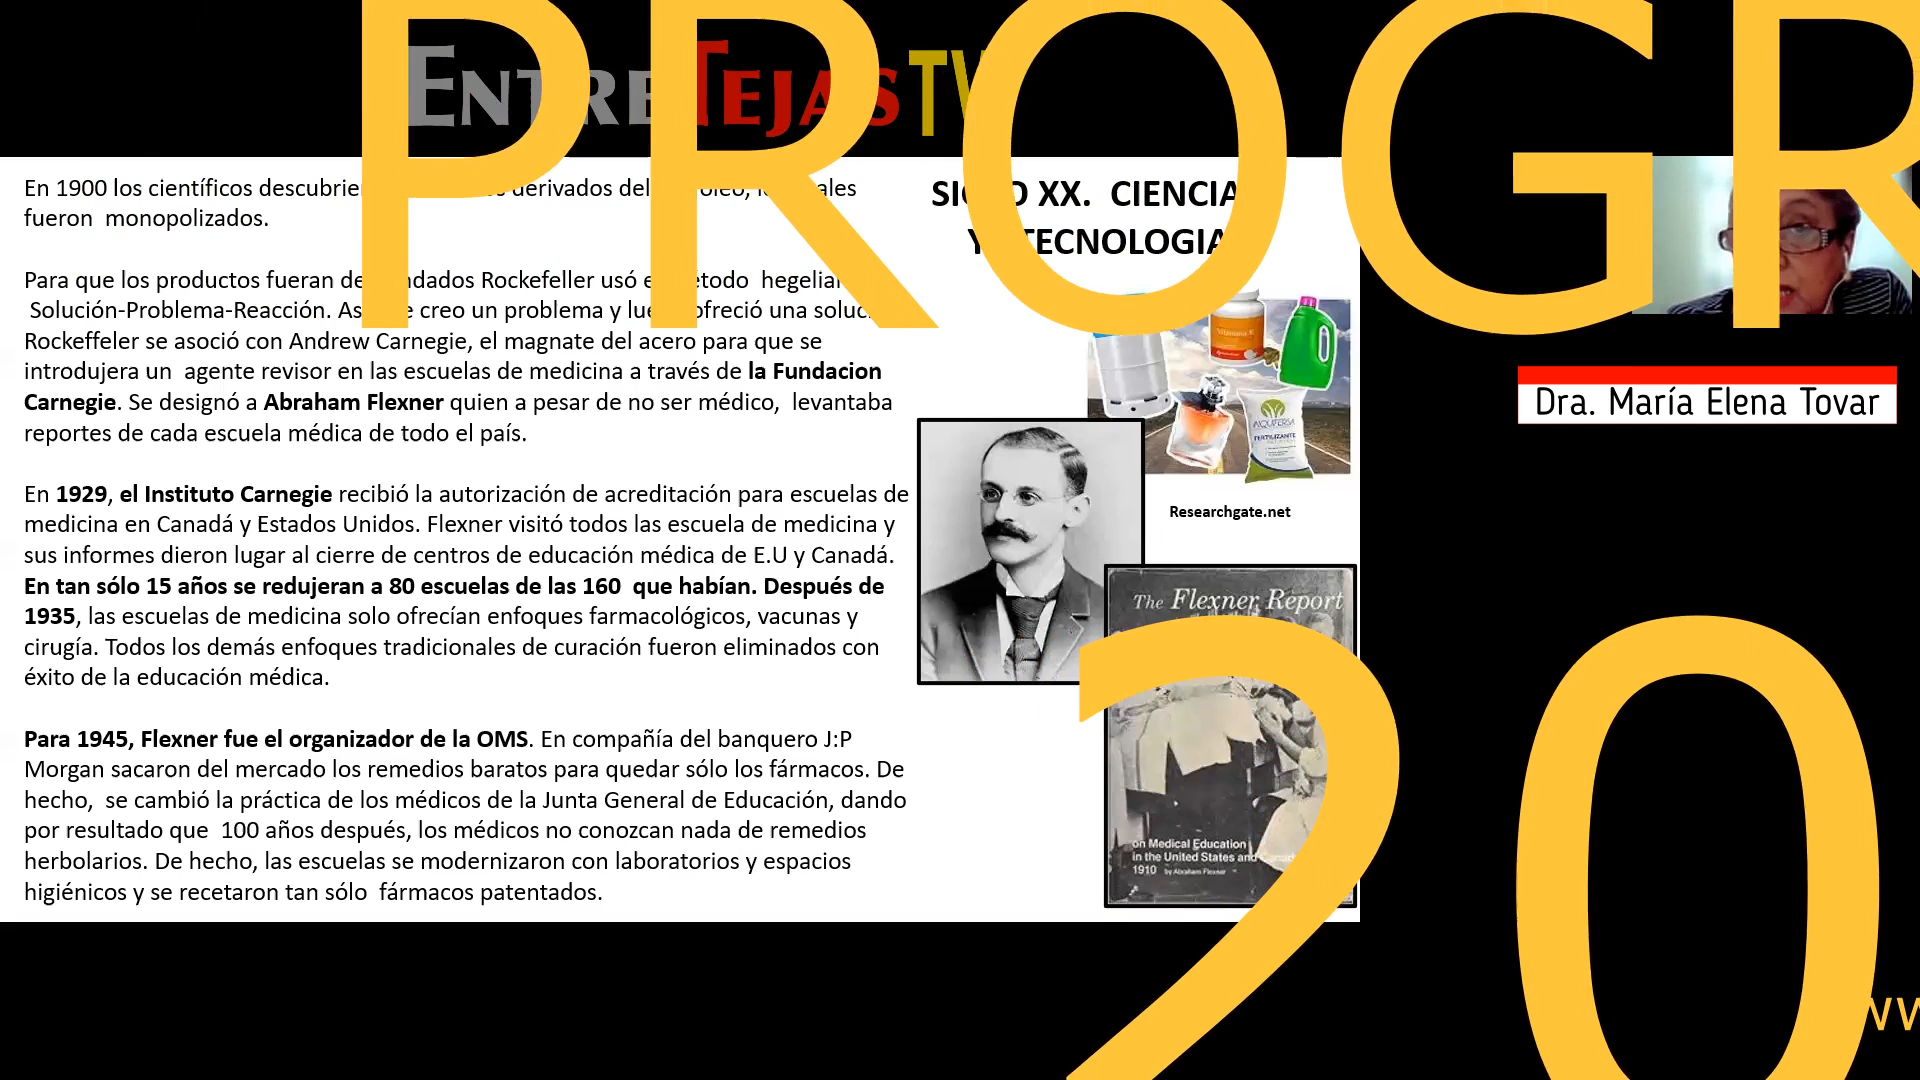 PROGR
ENTRETEJASTV
En 1900 los científicos derivados del
fueron monopolizados.
Para que los productos fueran Rockefeller usó
Solución-Problema-Reacción. creo un problema y ofreció una
Rockeffeler se asoció con Andrew Carnegie, el magnate del acero para que se
introdujera un agente revisor en las escuelas de medicina a través de la Fundacion
Carnegie. Se designó a Abraham Flexner quien a pesar de no ser médico, levantaba
reportes de cada escuela médica de todo el país.
En 1929, el Instituto Carnegie recibió la autorización de acreditación para escuelas de
medicina en Canadá y Estados Unidos. Flexner visitó todos las escuela de medicina y
sus informes dieron lugar al cierre de centros de educación médica de E.U y Canadá.
En tan sólo 15 años se redujeran a 80 escuelas de las 160 que habían. Después de
1935, las escuelas de medicina solo ofrecían enfoques farmacológicos, vacunas y
cirugía. Todos los demás enfoques tradicionales de curación fueron eliminados con
éxito de la educación médica.
Para 1945, Flexner fue el organizador de la OMS. En compañía del banquero J:P
Morgan sacaron del mercado los remedios baratos para quedar sólo los fármacos. De
hecho, se cambió la práctica de los médicos de la Junta General de Educación, dando
por resultado que 100 años después, los médicos no conozcan nada de remedios
herbolarios. De hecho, las escuelas se modernizaron con laboratorios y espacios
higiénicos y se recetaron tan sólo fármacos patentados.
XX. CIENCIA
Y TECNOLOGIA
FERTILIZANTE
Researchgate.net
The Flexner Report
on Medical Education
in the United States and
1910 by Abraham Flexner
Dra. María Elena Tovar
20